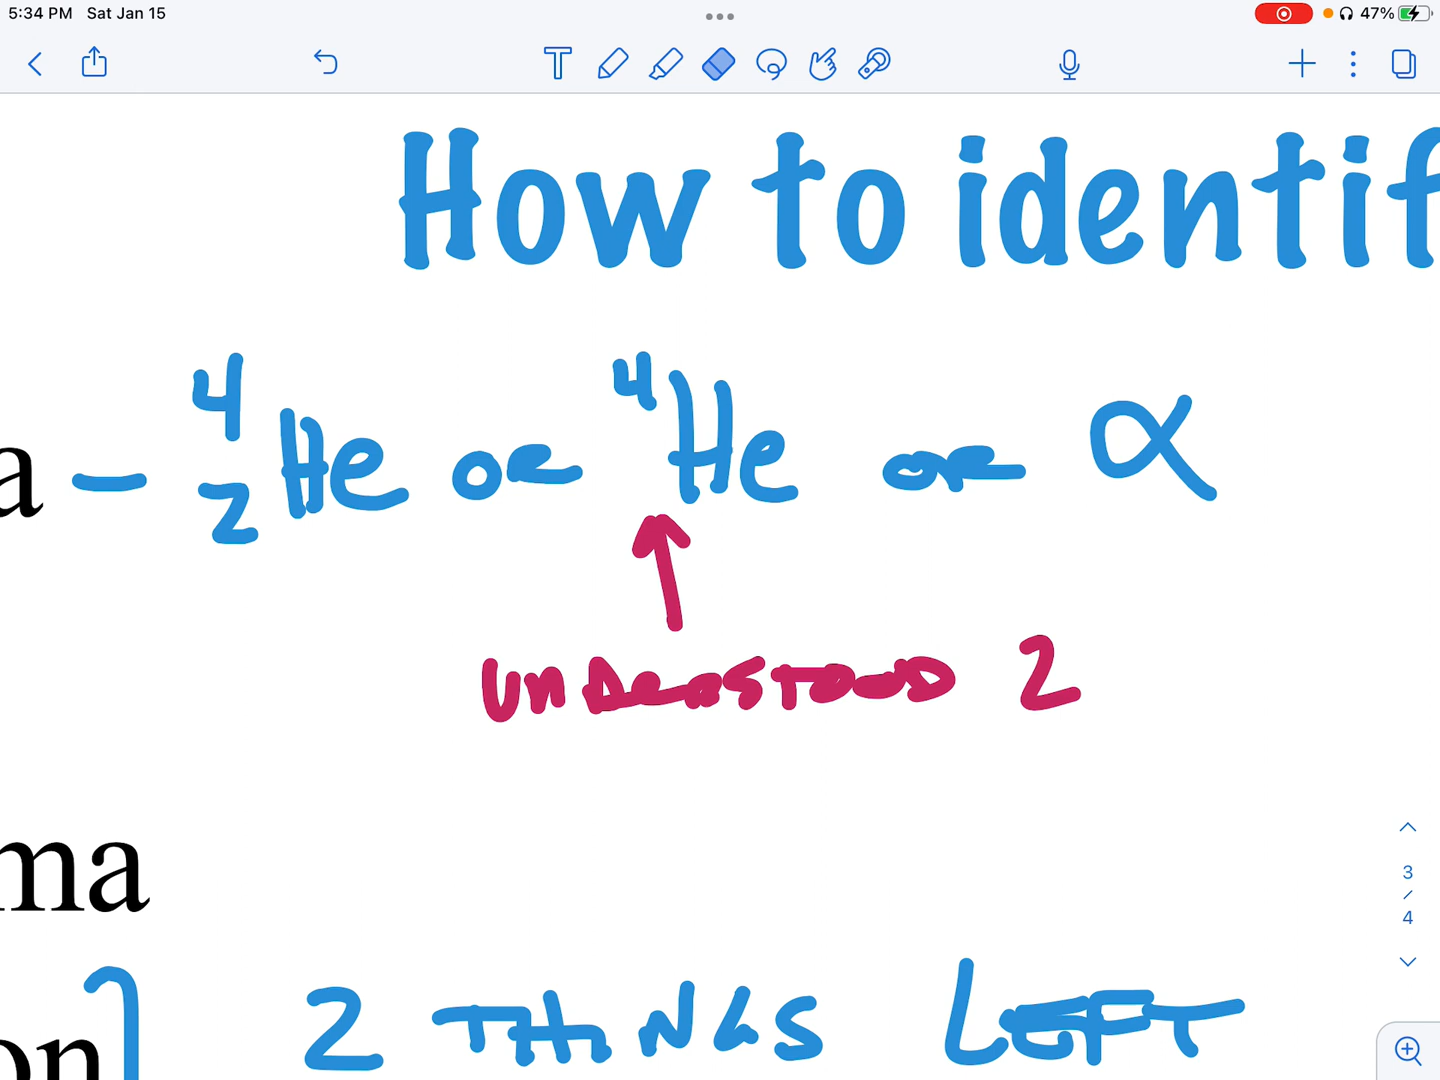 5:34 PM Sat Jan 15
47%
How to identif
a – ⁴₂He or ⁴He or α
UNDERSTOOD 2
ma
3
/
4
on] 2 THINGS LEFT